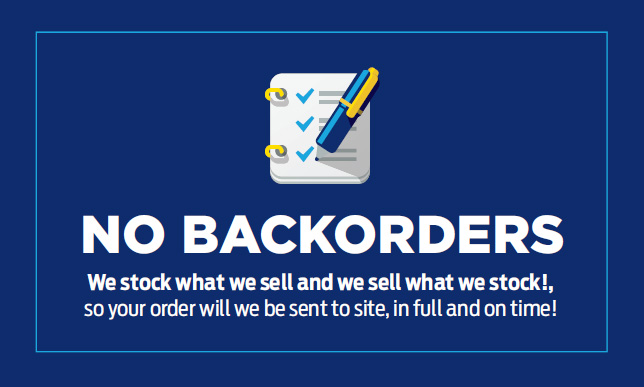 NO BACKORDERS
We stock what we sell and we sell what we stock!,
so your order will we be sent to site, in full and on time!